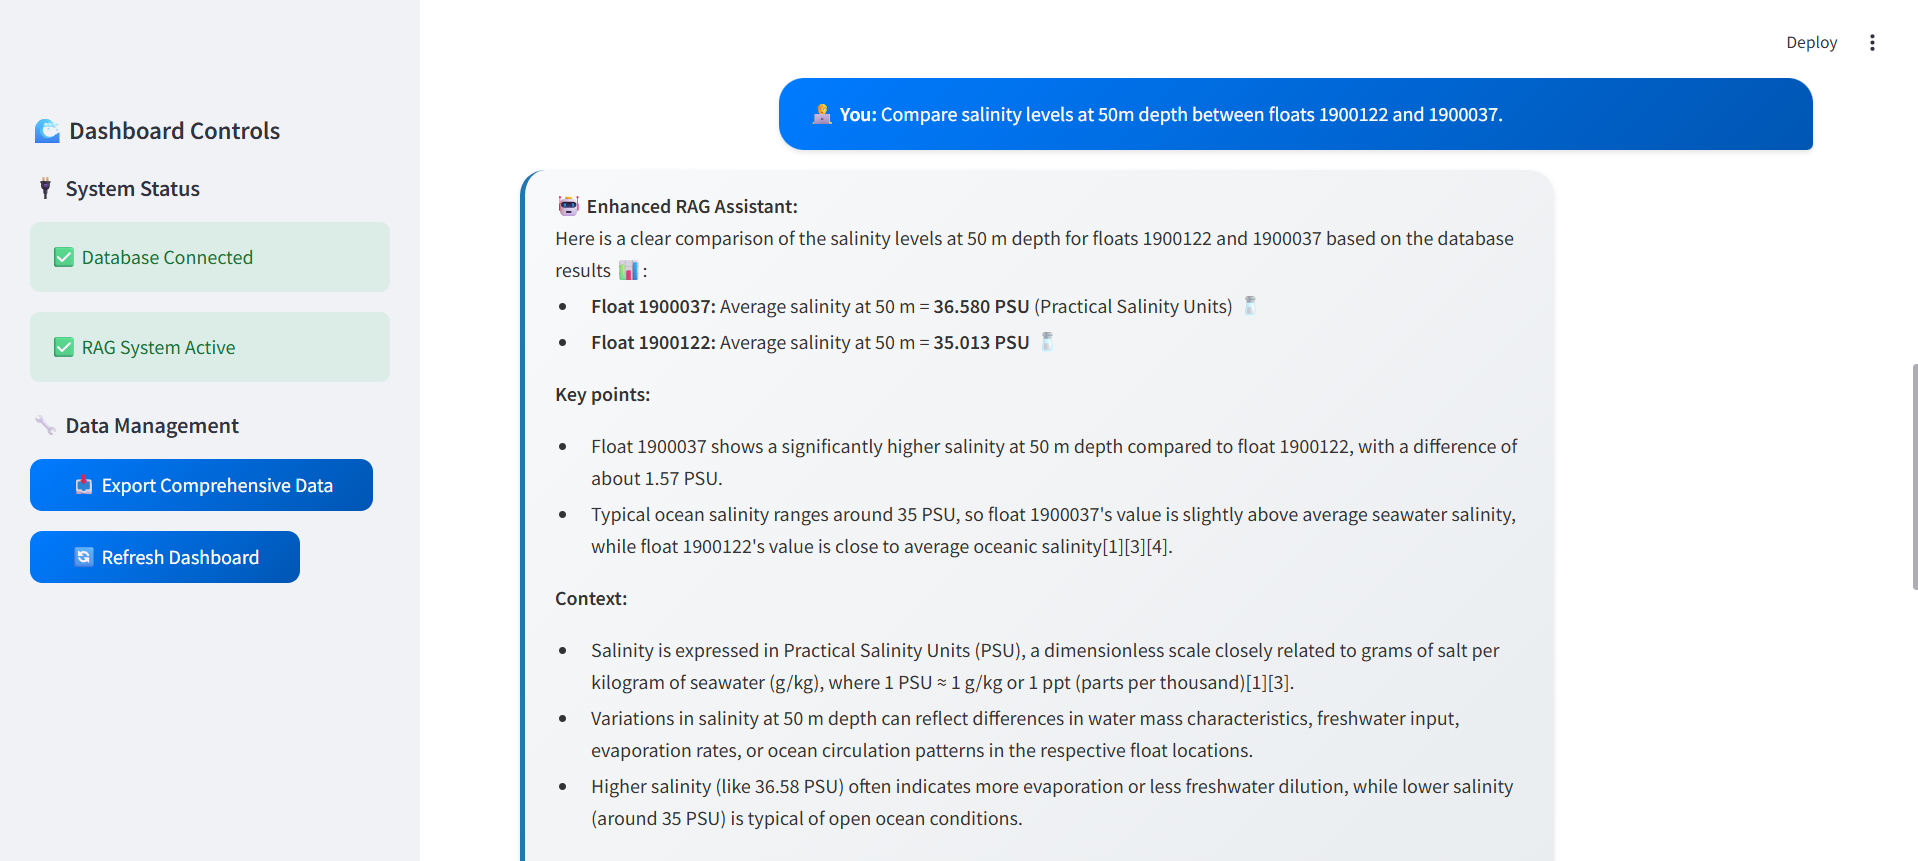 Deploy
Dashboard Controls
System Status
Database Connected
RAG System Active
Data Management
Export Comprehensive Data
Refresh Dashboard
You: Compare salinity levels at 50m depth between floats 1900122 and 1900037.
Enhanced RAG Assistant:
Here is a clear comparison of the salinity levels at 50 m depth for floats 1900122 and 1900037 based on the database
results 📊 :
• Float 1900037: Average salinity at 50 m = 36.580 PSU (Practical Salinity Units) 🧂
• Float 1900122: Average salinity at 50 m = 35.013 PSU 🧂
Key points:
• Float 1900037 shows a significantly higher salinity at 50 m depth compared to float 1900122, with a difference of
about 1.57 PSU.
• Typical ocean salinity ranges around 35 PSU, so float 1900037's value is slightly above average seawater salinity,
while float 1900122's value is close to average oceanic salinity[1][3][4].
Context:
• Salinity is expressed in Practical Salinity Units (PSU), a dimensionless scale closely related to grams of salt per
kilogram of seawater (g/kg), where 1 PSU ≈ 1 g/kg or 1 ppt (parts per thousand)[1][3].
• Variations in salinity at 50 m depth can reflect differences in water mass characteristics, freshwater input,
evaporation rates, or ocean circulation patterns in the respective float locations.
• Higher salinity (like 36.58 PSU) often indicates more evaporation or less freshwater dilution, while lower salinity
(around 35 PSU) is typical of open ocean conditions.